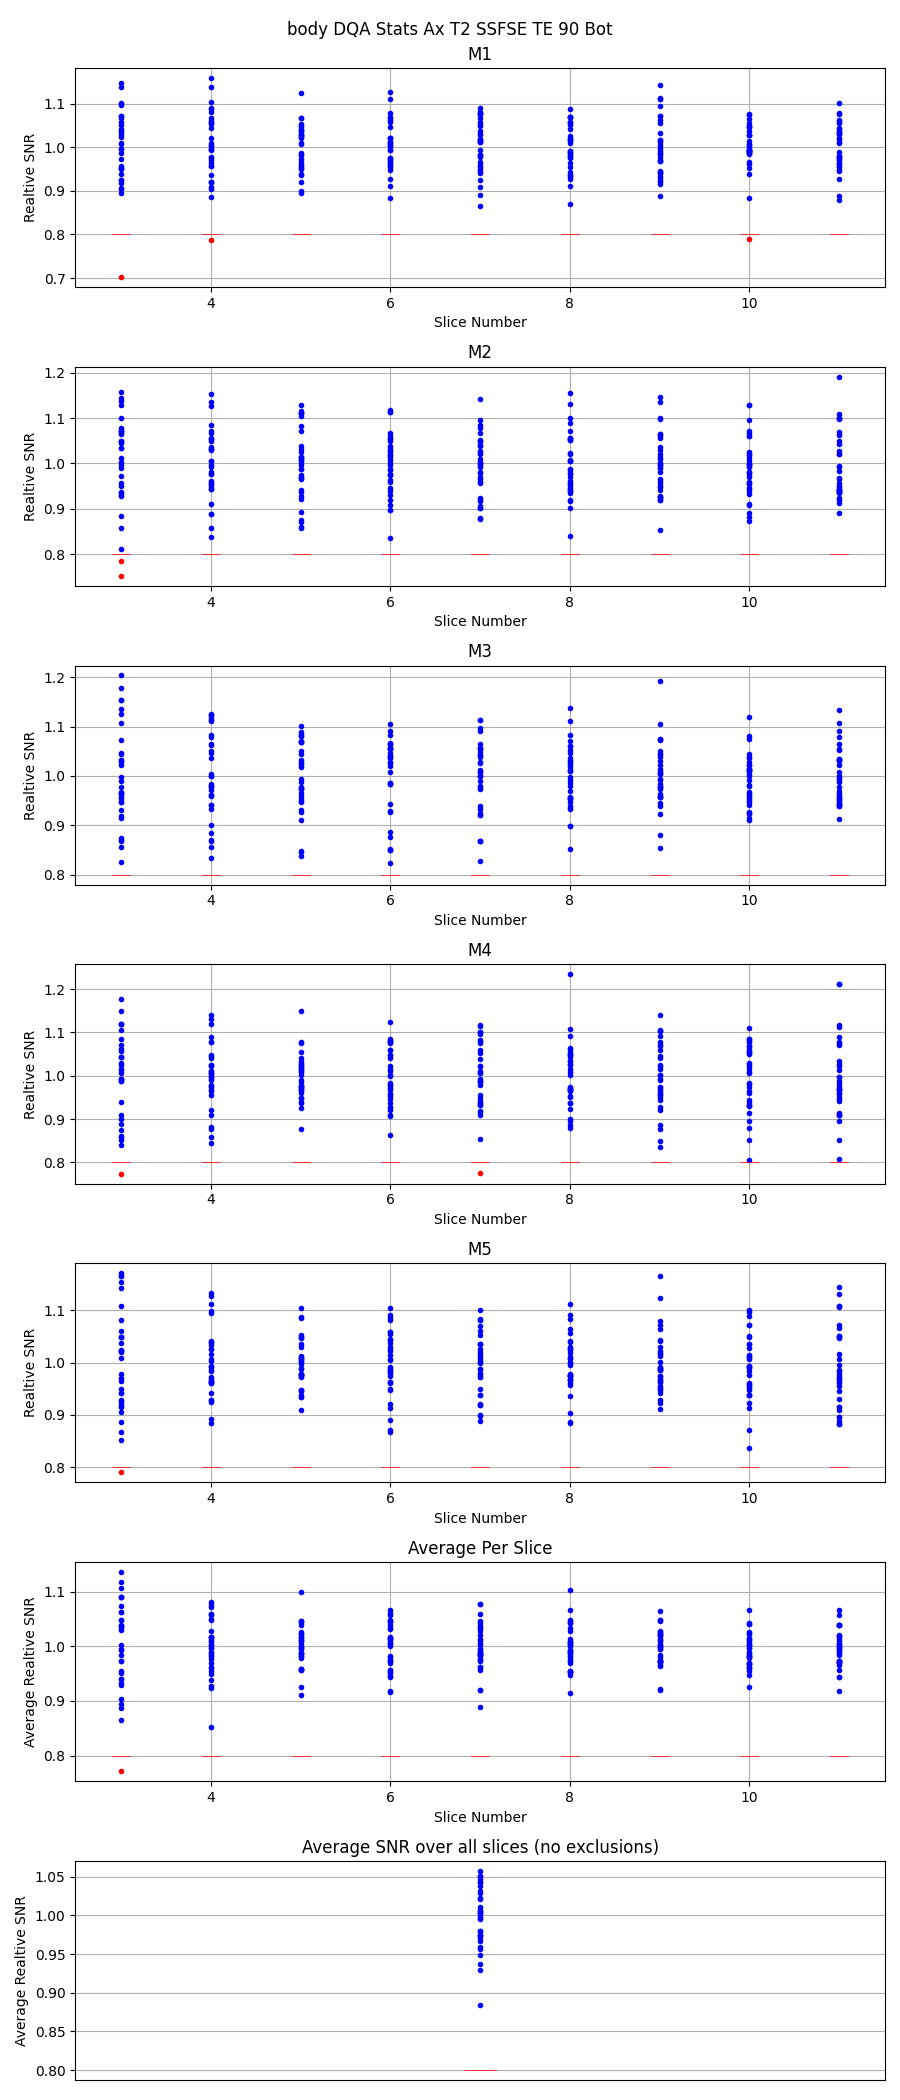 body DQA Stats Ax T2 SSFSE TE 90 Bot
M1
Realtive SNR
1.1
1.0
0.9
0.8
0.7
4 6 8 10
Slice Number
M2
Realtive SNR
1.2
1.1
1.0
0.9
0.8
4 6 8 10
Slice Number
M3
Realtive SNR
1.2
1.1
1.0
0.9
0.8
4 6 8 10
Slice Number
M4
Realtive SNR
1.2
1.1
1.0
0.9
0.8
4 6 8 10
Slice Number
M5
Realtive SNR
1.1
1.0
0.9
0.8
4 6 8 10
Slice Number
Average Per Slice
Average Realtive SNR
1.1
1.0
0.9
0.8
4 6 8 10
Slice Number
Average SNR over all slices (no exclusions)
Average Realtive SNR
1.05
1.00
0.95
0.90
0.85
0.80